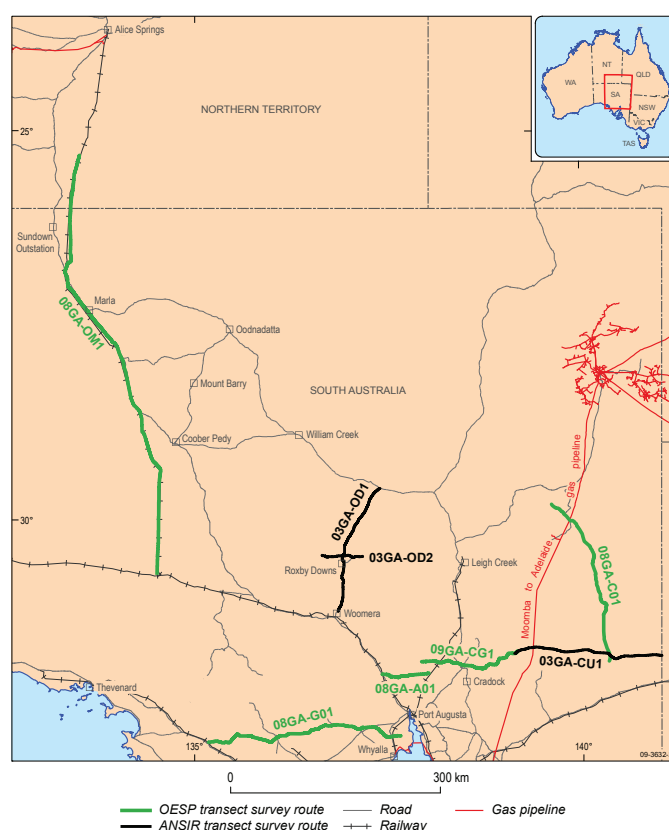 Alice Springs
NT
QLD
WA
SA
NSW
VIC
TAS
NORTHERN TERRITORY
25°
Sundown
Outstation
Marla
08GA-OM1
Oodnadatta
Mount Barry
SOUTH AUSTRALIA
Coober Pedy
William Creek
gas pipeline
Moomba to Adelaide
03GA-OD1
30°
03GA-OD2
Roxby Downs
Leigh Creek
08GA-C01
Woomera
09GA-CG1
03GA-CU1
08GA-A01
Cradock
Thevenard
08GA-G01
Port Augusta
Whyalla
135°
140°
09-3632-
0
300 km
OESP transect survey route
Road
Gas pipeline
ANSIR transect survey route
Railway